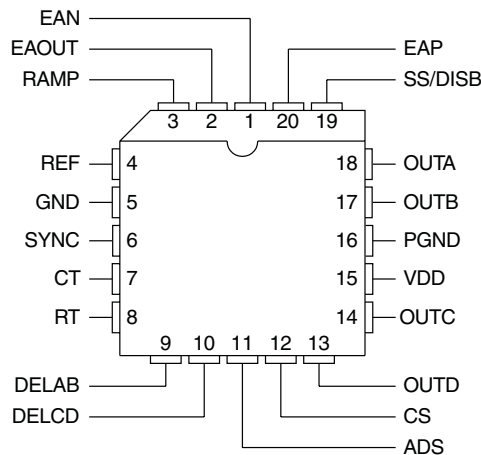 EAN
EAOUT
EAP
RAMP
SS/DISB
3 2 1 20 19
REF 4 18 OUTA
GND 5 17 OUTB
SYNC 6 16 PGND
CT 7 15 VDD
RT 8 14 OUTC
9 10 11 12 13
DELAB OUTD
DELCD CS
ADS